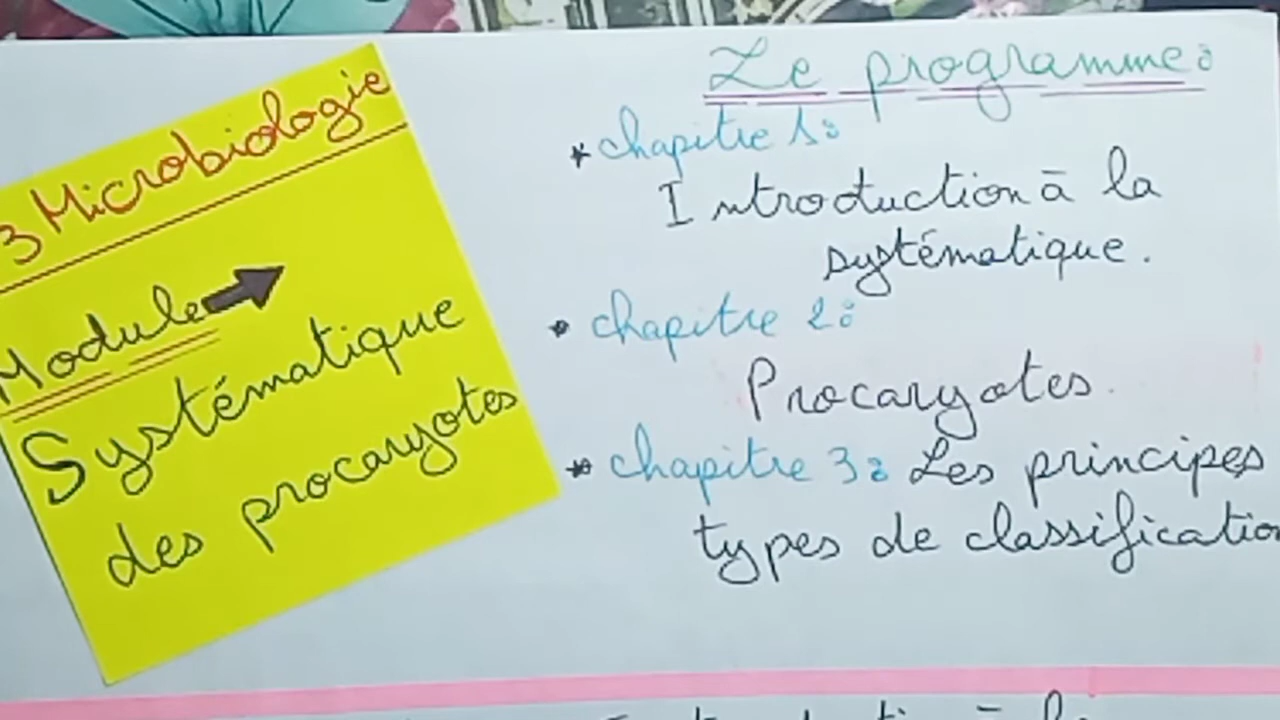 3 Microbiologie
Module
Systématique
des procaryotes
Le programme:
* chapitre 1:
Introduction à la
systématique.
* chapitre 2:
Procaryotes.
* chapitre 3: Les principes
types de classification
à la